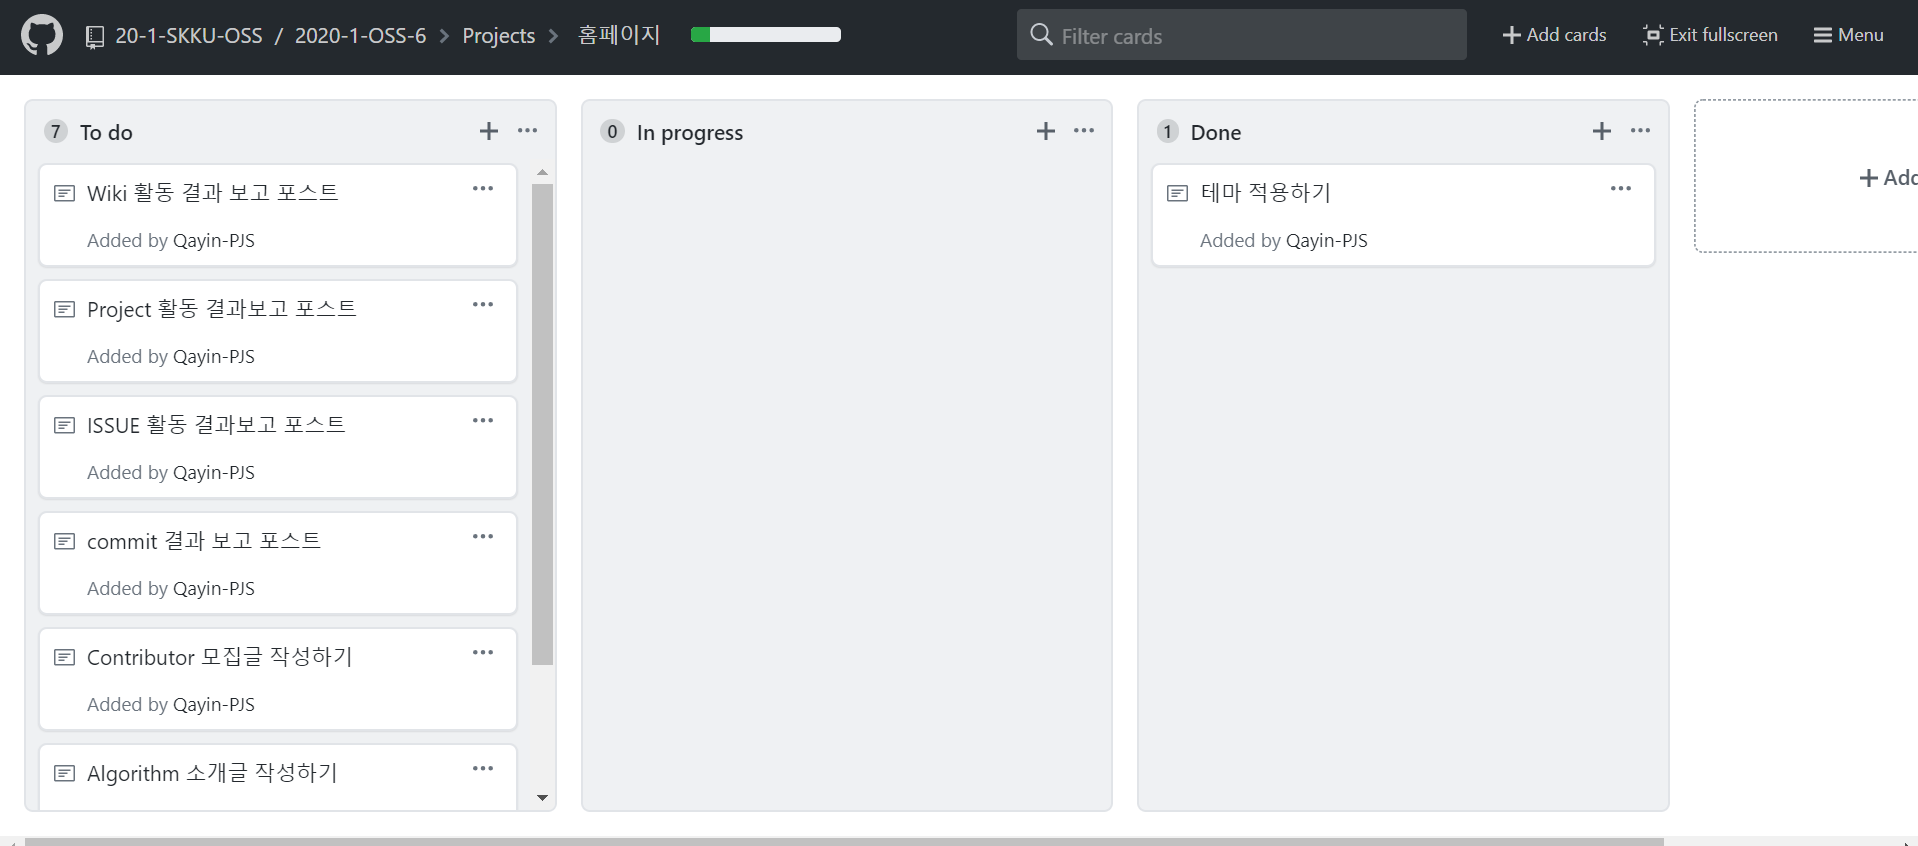 20-1-SKKU-OSS / 2020-1-OSS-6 > Projects > 홈페이지
Filter cards
Add cards
Exit fullscreen
Menu
7 To do
Wiki 활동 결과 보고 포스트
Added by Qayin-PJS
Project 활동 결과보고 포스트
Added by Qayin-PJS
ISSUE 활동 결과보고 포스트
Added by Qayin-PJS
commit 결과 보고 포스트
Added by Qayin-PJS
Contributor 모집글 작성하기
Added by Qayin-PJS
Algorithm 소개글 작성하기
0 In progress
1 Done
테마 적용하기
Added by Qayin-PJS
+ Add